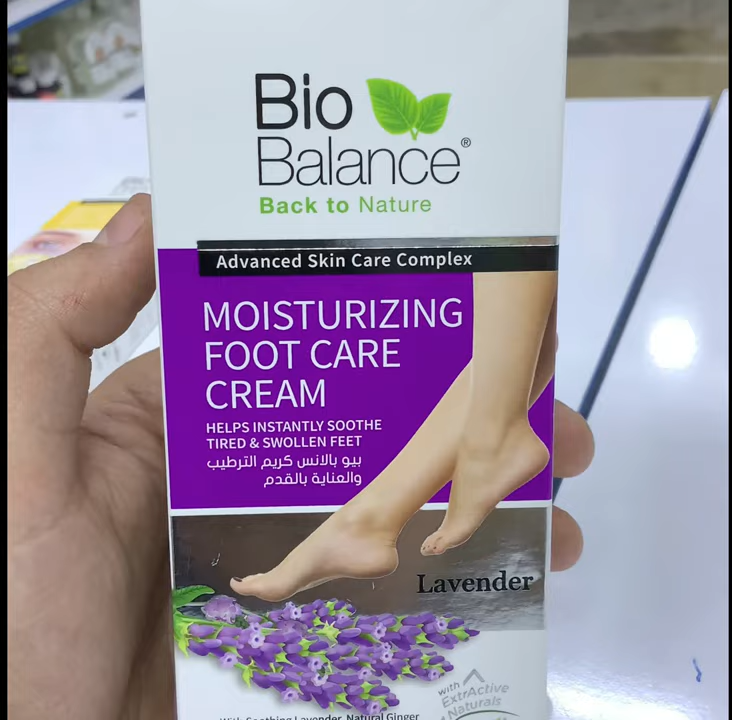 Bio
Balance®
Back to Nature
Advanced Skin Care Complex
MOISTURIZING
FOOT CARE
CREAM
HELPS INSTANTLY SOOTHE
TIRED & SWOLLEN FEET
بيو بالانس كريم الترطيب
والعناية بالقدم
Lavender
With Soothing Lavender, Natural Ginger
with
ExtrActive
Naturals